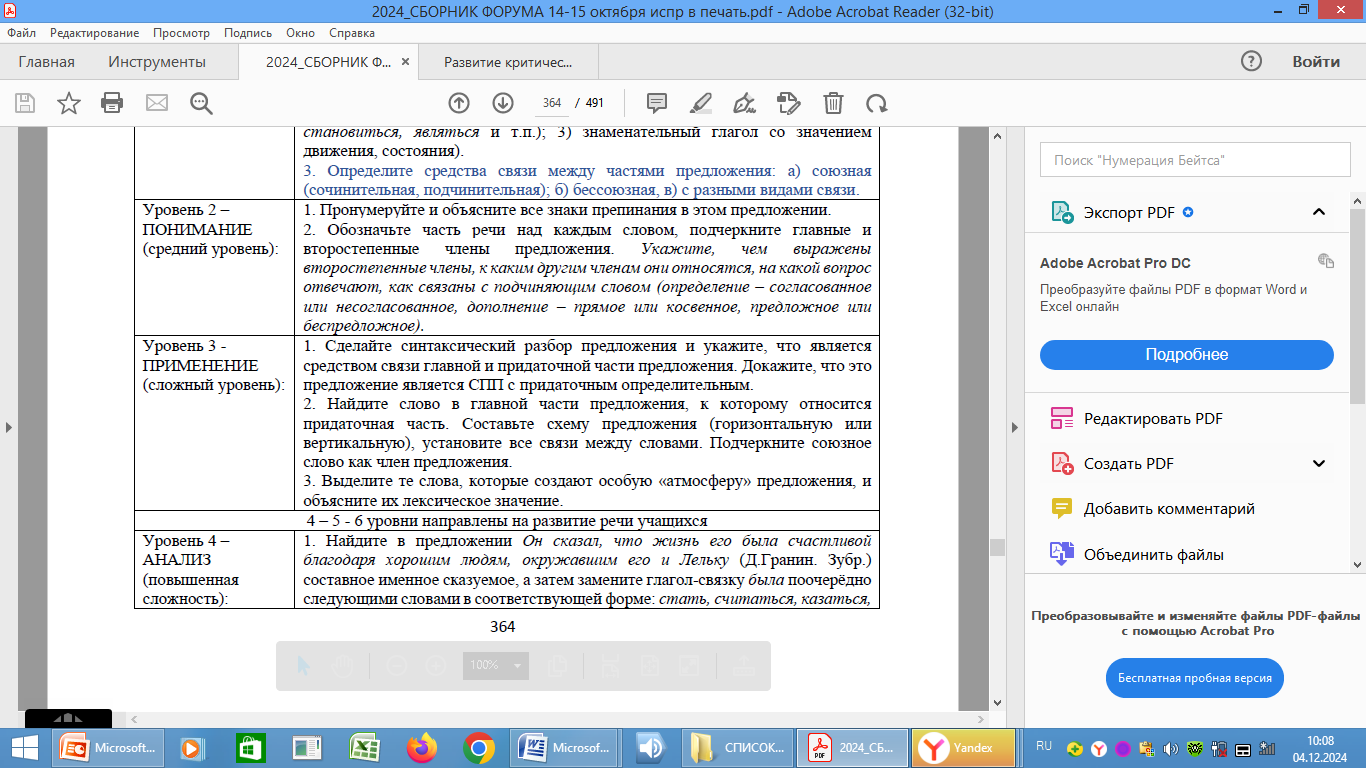 2024_СБОРНИК ФОРУМА 14-15 октября испр в печать.pdf - Adobe Acrobat Reader (32-bit)
Файл Редактирование Просмотр Подпись Окно Справка
Главная Инструменты 2024_СБОРНИК Ф... × Развитие критичес... Войти
364 / 491
становиться, являться и т.п.); 3) знаменательный глагол со значением
движения, состояния).
3. Определите средства связи между частями предложения: а) союзная
(сочинительная, подчинительная); б) бессоюзная, в) с разными видами связи.
Уровень 2 –
ПОНИМАНИЕ
(средний уровень):
1. Пронумеруйте и объясните все знаки препинания в этом предложении.
2. Обозначьте часть речи над каждым словом, подчеркните главные и
второстепенные члены предложения. Укажите, чем выражены
второстепенные члены, к каким другим членам они относятся, на какой вопрос
отвечают, как связаны с подчиняющим словом (определение – согласованное
или несогласованное, дополнение – прямое или косвенное, предложное или
беспредложное).
Уровень 3 -
ПРИМЕНЕНИЕ
(сложный уровень):
1. Сделайте синтаксический разбор предложения и укажите, что является
средством связи главной и придаточной части предложения. Докажите, что это
предложение является СПП с придаточным определительным.
2. Найдите слово в главной части предложения, к которому относится
придаточная часть. Составьте схему предложения (горизонтальную или
вертикальную), установите все связи между словами. Подчеркните союзное
слово как член предложения.
3. Выделите те слова, которые создают особую «атмосферу» предложения, и
объясните их лексическое значение.
4 – 5 - 6 уровни направлены на развитие речи учащихся
Уровень 4 –
АНАЛИЗ
(повышенная
сложность):
1. Найдите в предложении Он сказал, что жизнь его была счастливой
благодаря хорошим людям, окружавшим его и Лельку (Д.Гранин. Зубр.)
составное именное сказуемое, а затем замените глагол-связку была поочерёдно
следующими словами в соответствующей форме: стать, считаться, казаться,
364
100%
Поиск "Нумерация Бейтса"
Экспорт PDF
Adobe Acrobat Pro DC
Преобразуйте файлы PDF в формат Word и
Excel онлайн
Подробнее
Редактировать PDF
Создать PDF
Добавить комментарий
Объединить файлы
Преобразовывайте и изменяйте файлы PDF-файлы
с помощью Acrobat Pro
Бесплатная пробная версия
Microsoft... Microsof... СПИСОК... 2024_СБ... Yandex RU 10:08
04.12.2024